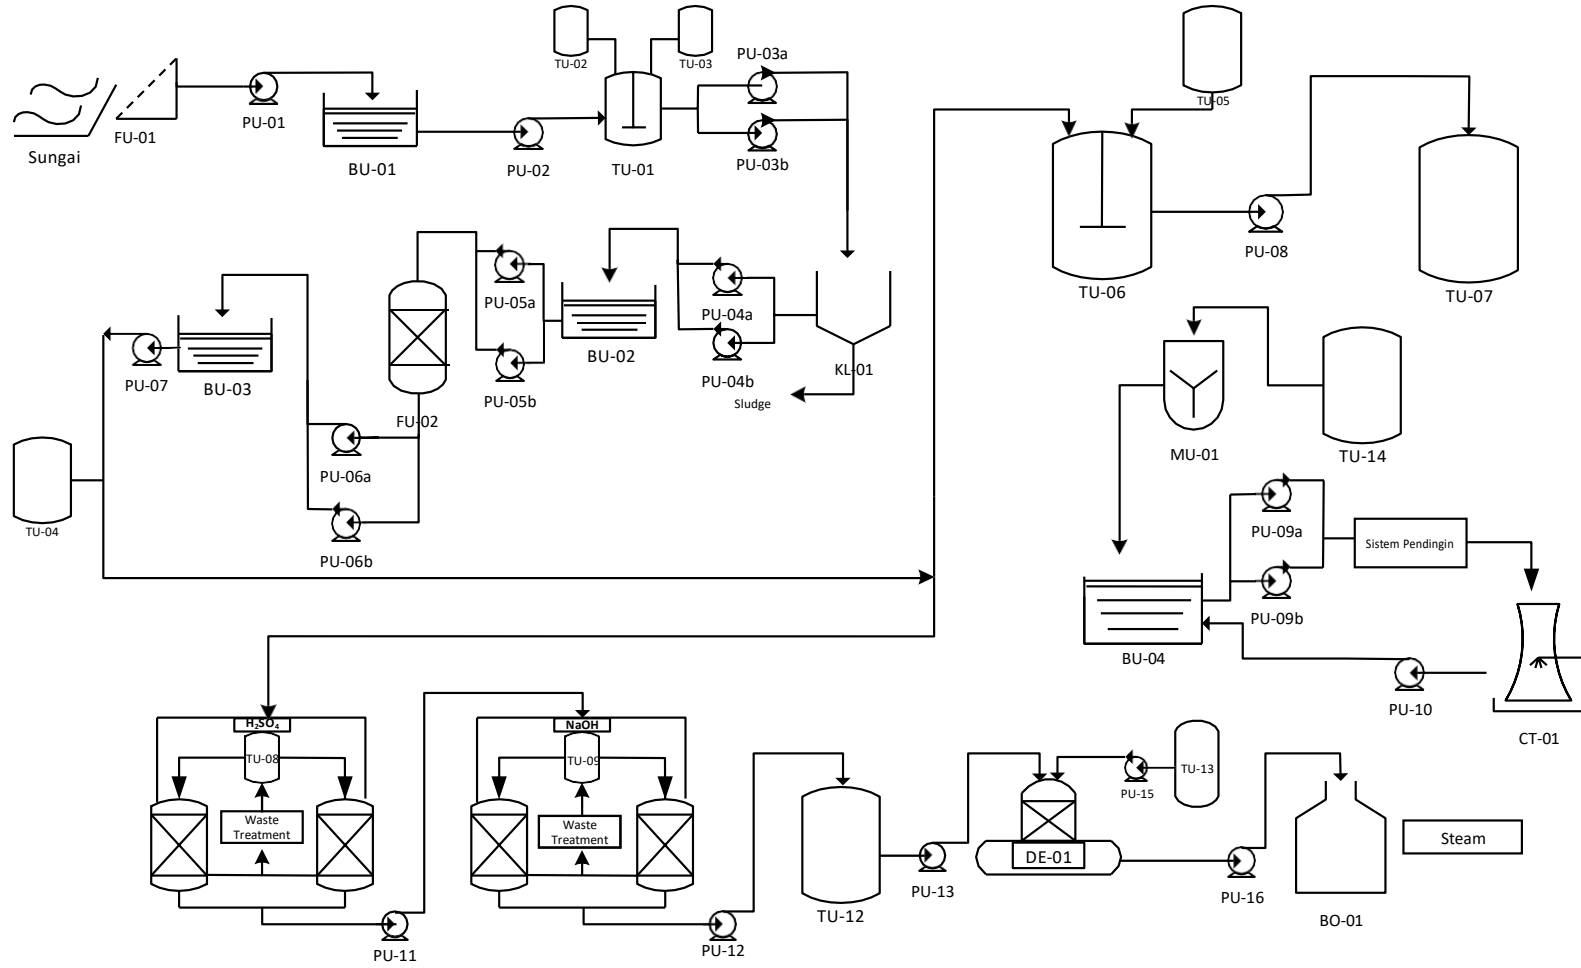 TU-02
TU-03
TU-05
PU-03a
FU-01
PU-01
BU-01
PU-02
TU-01
PU-03b
Sungai
PU-08
TU-06
TU-07
PU-05a
PU-04a
BU-02
PU-07
BU-03
PU-05b
PU-04b
KL-01
Sludge
FU-02
MU-01
TU-14
PU-06a
TU-04
PU-06b
PU-09a
Sistem Pendingin
PU-09b
BU-04
PU-10
CT-01
H₂SO₄
NaOH
TU-08
TU-09
PU-15
TU-13
Waste
Treatment
Waste
Treatment
Steam
DE-01
PU-13
PU-16
TU-12
BO-01
PU-11
PU-12